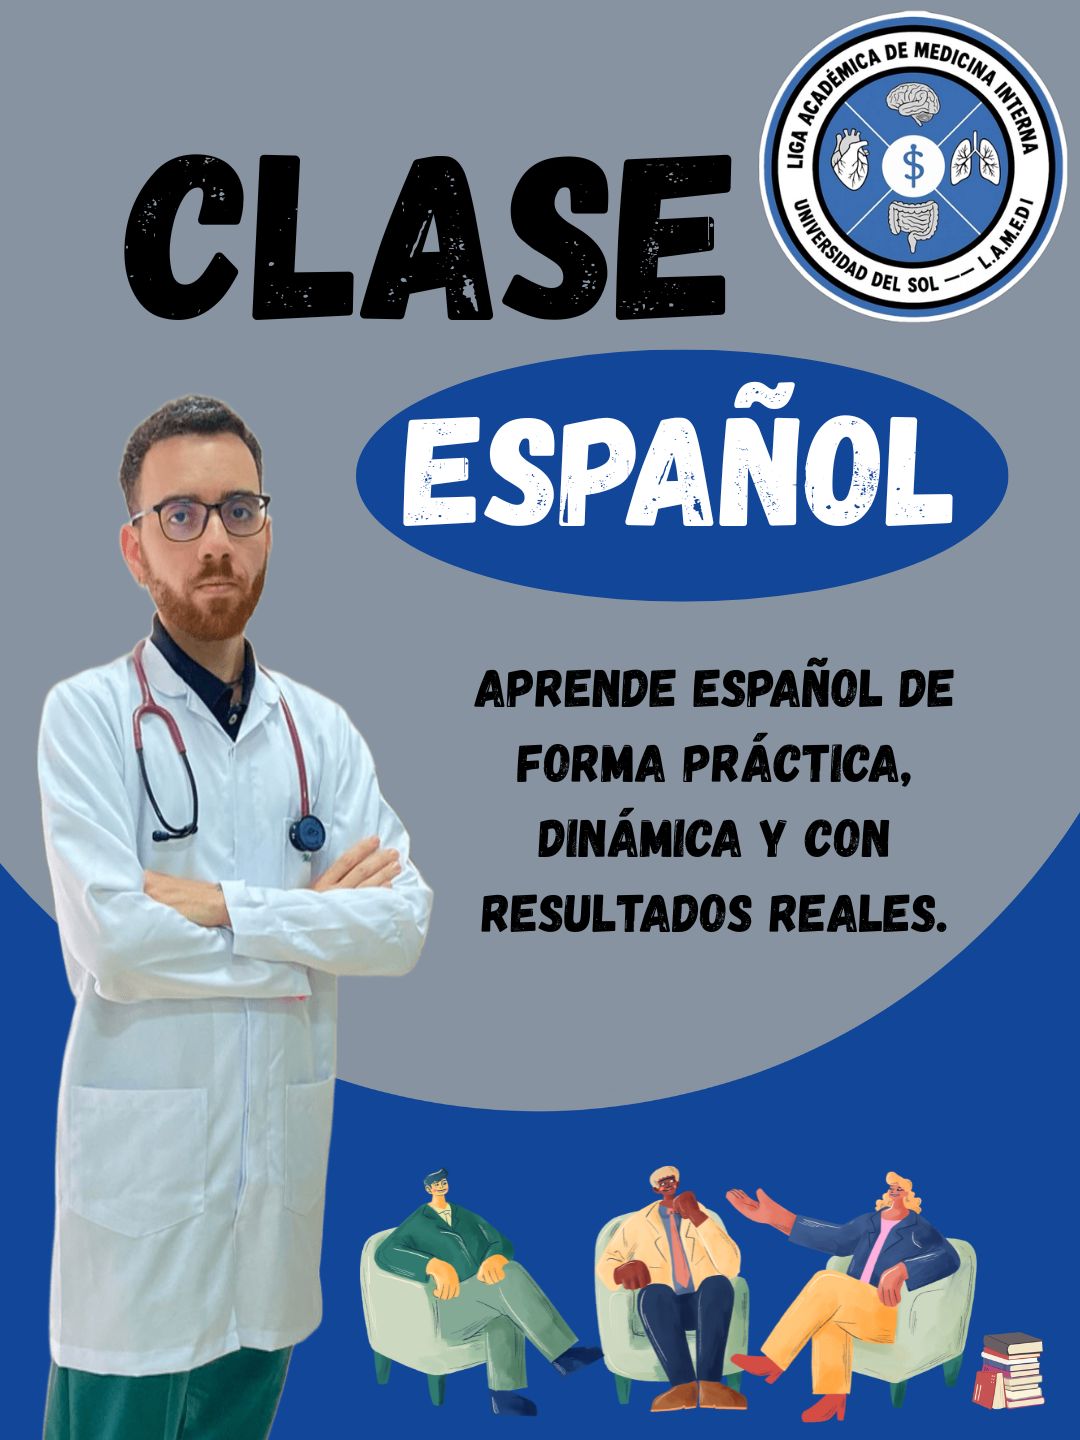 LIGA ACADÉMICA DE MEDICINA INTERNA
UNIVERSIDAD DEL SOL –– L.A.M.E.D.I
CLASE
ESPAÑOL
APRENDE ESPAÑOL DE
FORMA PRÁCTICA,
DINÁMICA Y CON
RESULTADOS REALES.